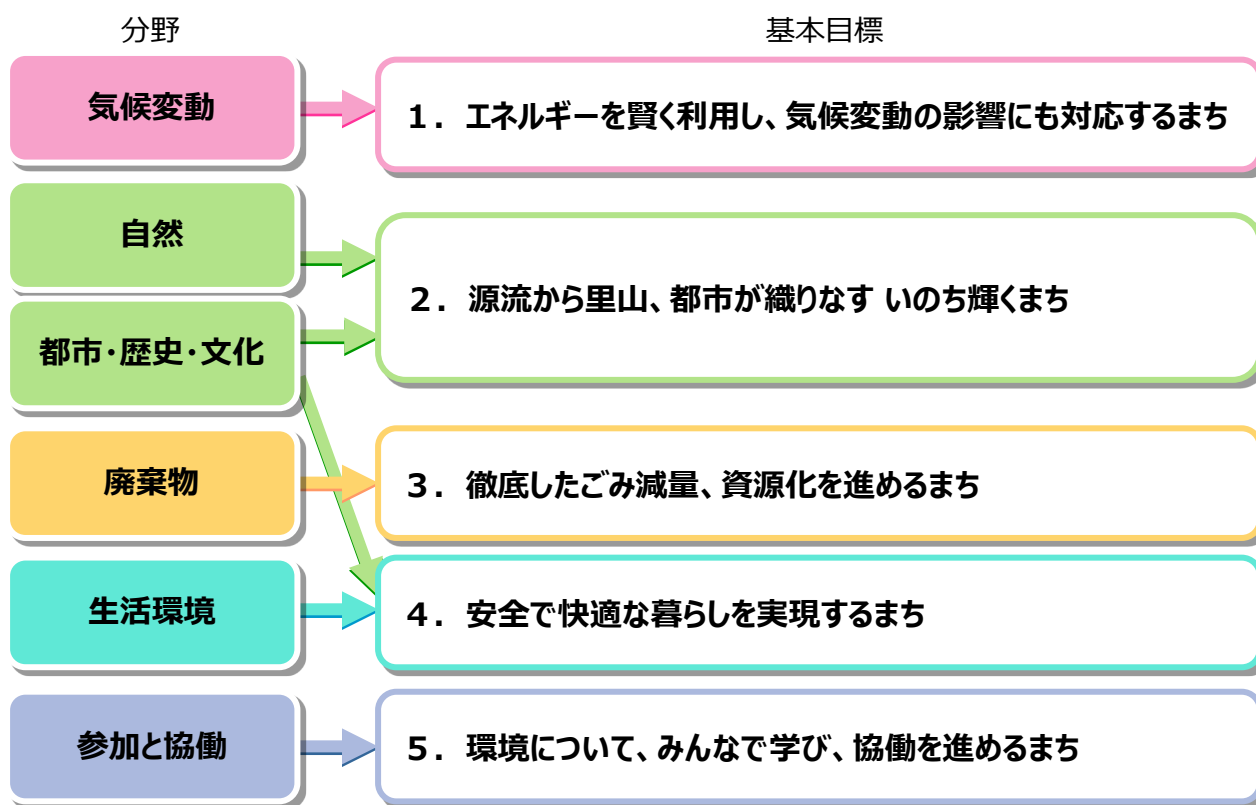 分野
基本目標
気候変動
1. エネルギーを賢く利用し、気候変動の影響にも対応するまち
自然
都市・歴史・文化
2. 源流から里山、都市が織りなす いのち輝くまち
廃棄物
3. 徹底したごみ減量、資源化を進めるまち
生活環境
4. 安全で快適な暮らしを実現するまち
参加と協働
5. 環境について、みんなで学び、協働を進めるまち